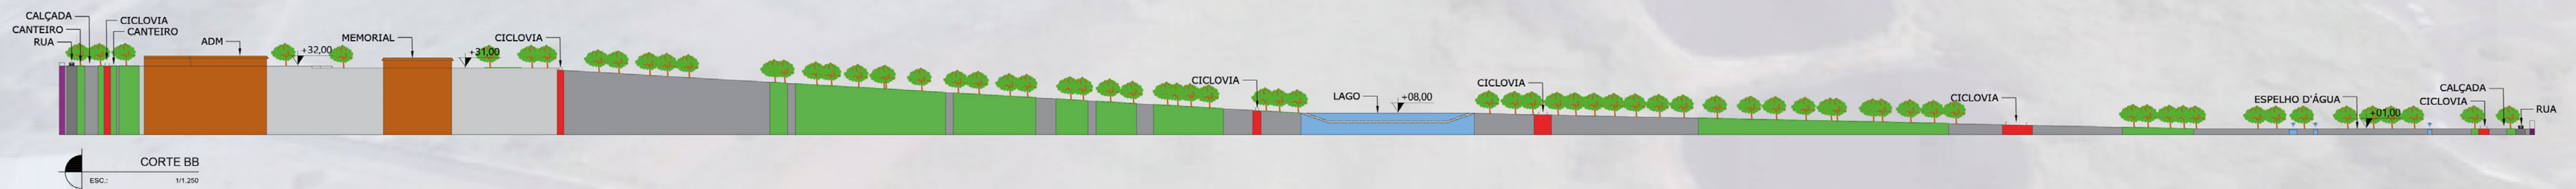 CALÇADA
CANTEIRO
RUA
CICLOVIA
CANTEIRO
ADM
+32,00
MEMORIAL
+31,00
CICLOVIA
CICLOVIA
LAGO
+08,00
CICLOVIA
CICLOVIA
ESPELHO D'ÁGUA
+01,00
CALÇADA
CICLOVIA
RUA
CORTE BB
ESC.: 1/1.250